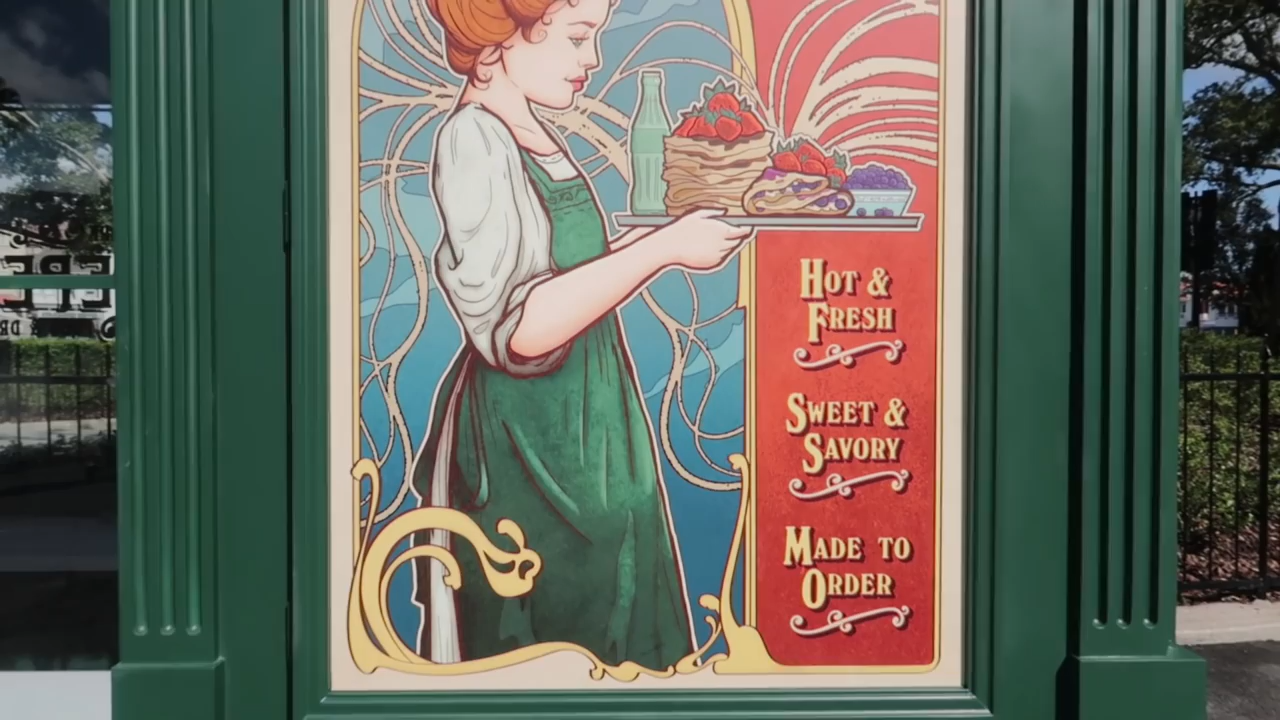 HOT &
FRESH
SWEET &
SAVORY
MADE TO
ORDER